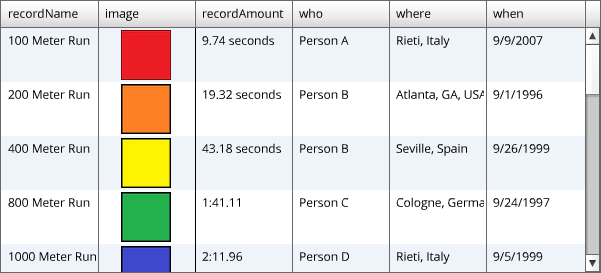 recordName image recordAmount who where when
100 Meter Run 9.74 seconds Person A Rieti, Italy 9/9/2007
200 Meter Run 19.32 seconds Person B Atlanta, GA, USA 9/1/1996
400 Meter Run 43.18 seconds Person B Seville, Spain 9/26/1999
800 Meter Run 1:41.11 Person C Cologne, Germa 9/24/1997
1000 Meter Run 2:11.96 Person D Rieti, Italy 9/5/1999